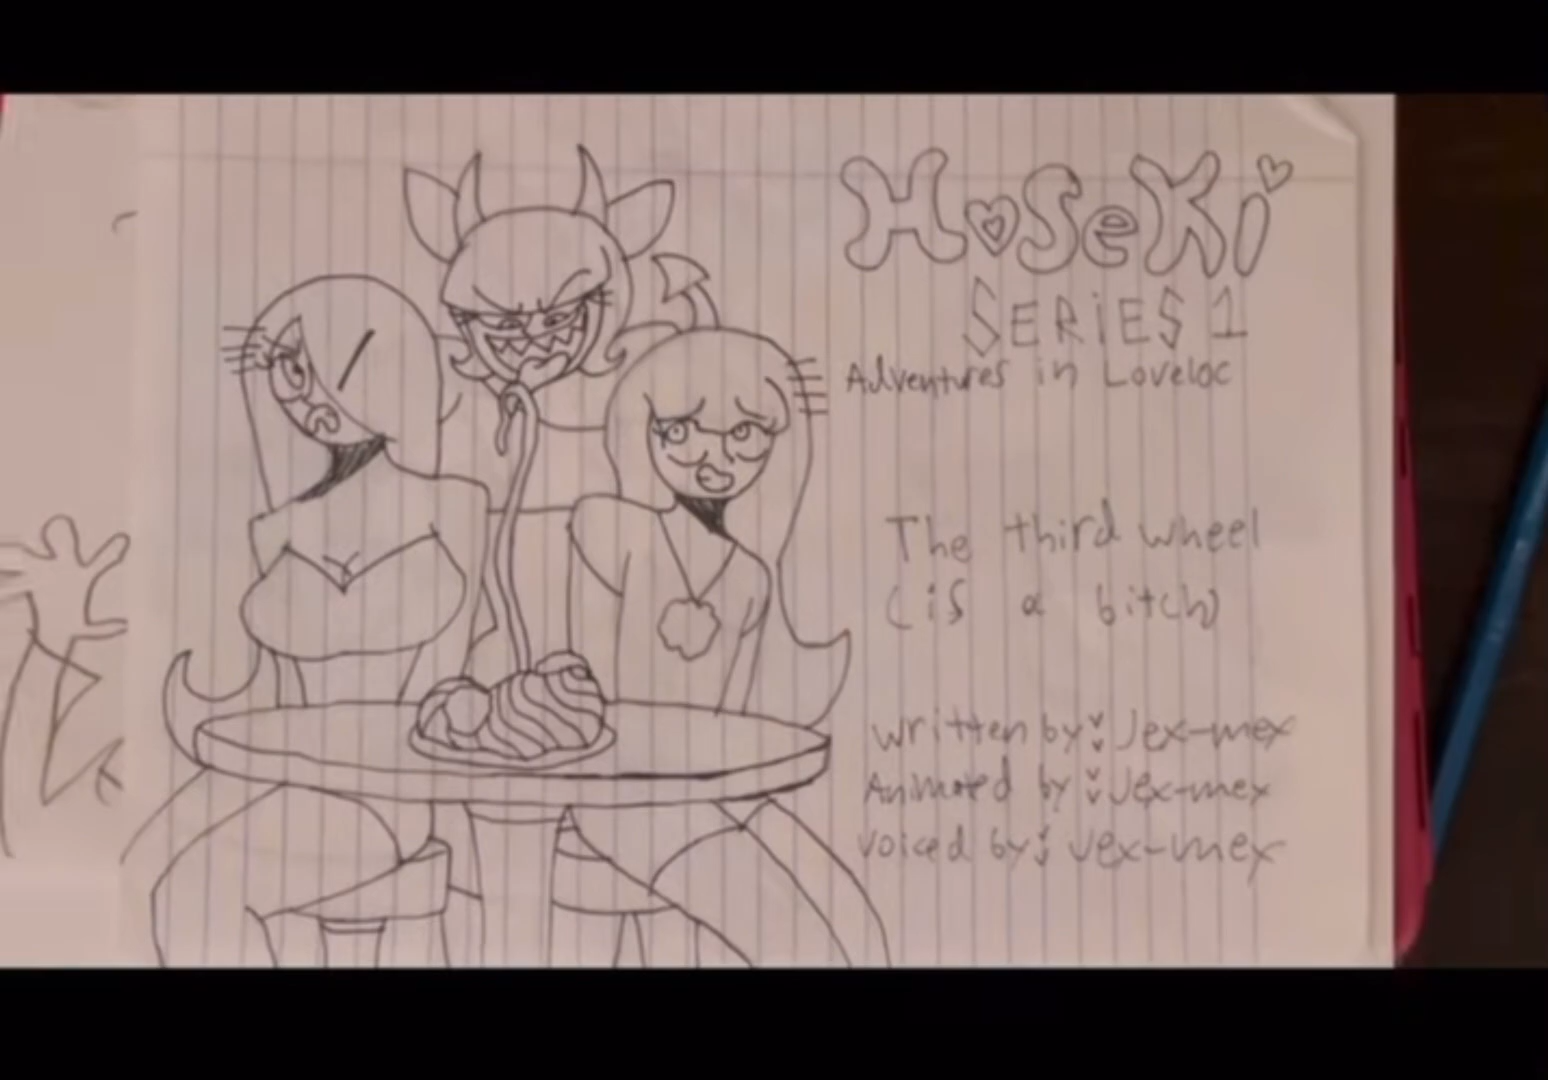 HoSeKi
SERiES 1
Adventures in Loveloc
The third wheel
(is a bitch)
written by: Jex-mex
Animated by: Jex-mex
Voiced by: Jex-mex